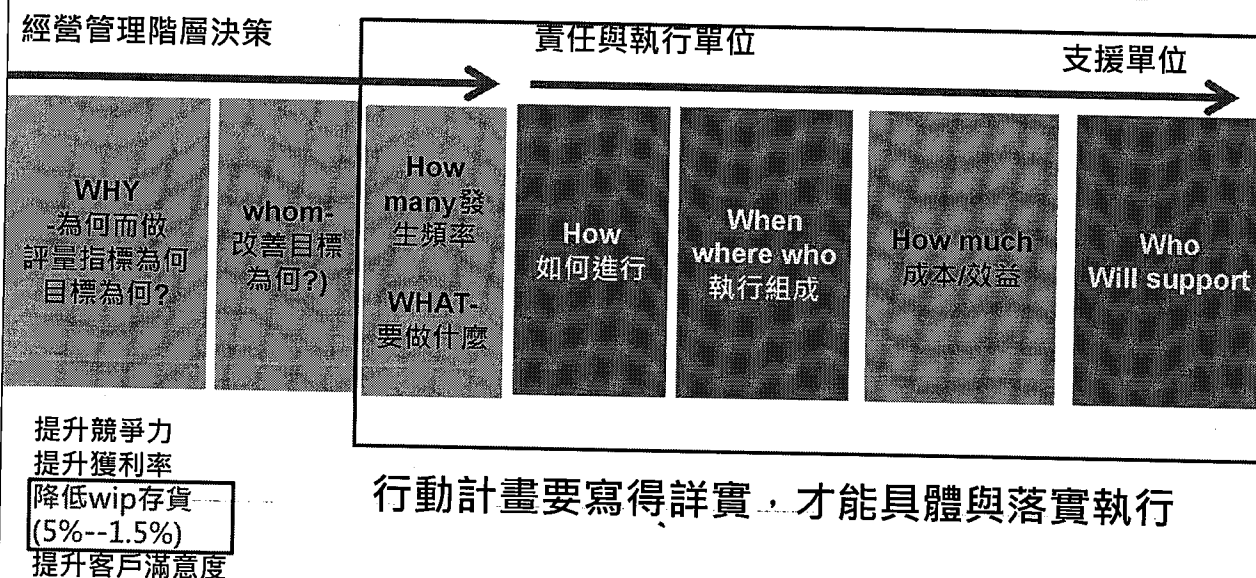 經營管理階層決策
責任與執行單位
支援單位
WHY
-為何而做
評量指標為何
目標為何?
whom-
改善目標
為何?)
How
many發
生頻率
WHAT-
要做什麼
How
如何進行
When
where who
執行組成
How much
成本/效益
Who
Will support
提升競爭力
提升獲利率
降低wip存貨
(5%--1.5%)
提升客戶滿意度
行動計畫要寫得詳實,才能具體與落實執行